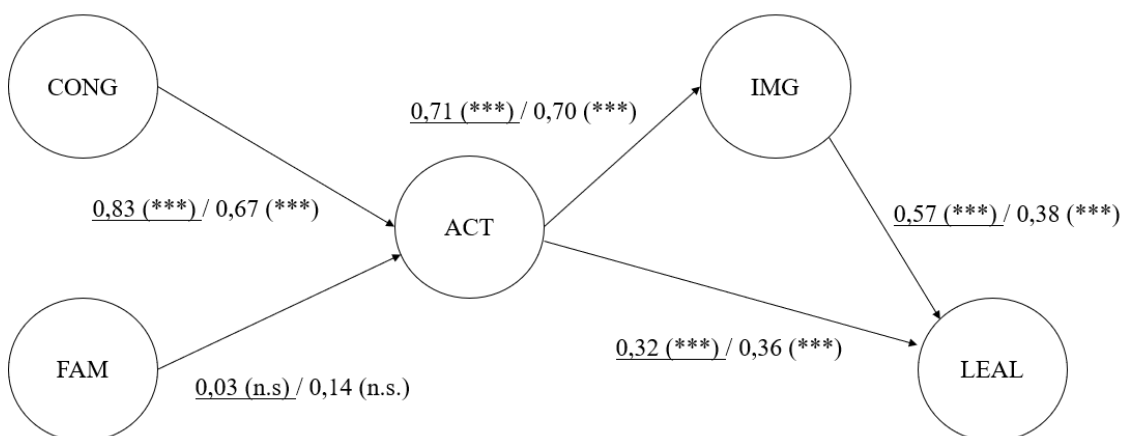 CONG
IMG
0,71 (***) / 0,70 (***)
0,83 (***) / 0,67 (***)
ACT
0,57 (***) / 0,38 (***)
0,32 (***) / 0,36 (***)
FAM
0,03 (n.s) / 0,14 (n.s.)
LEAL